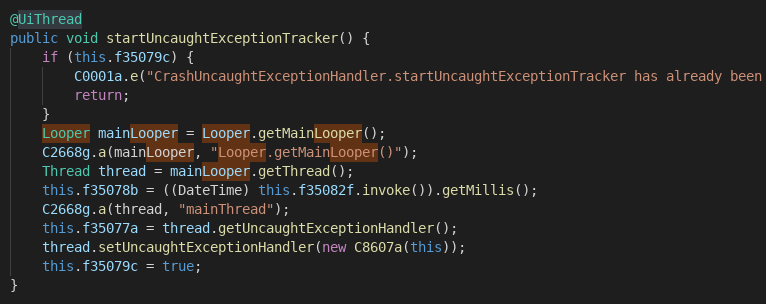 @UiThread
public void startUncaughtExceptionTracker() {
    if (this.f35079c) {
        C0001a.e("CrashUncaughtExceptionHandler.startUncaughtExceptionTracker has already been
        return;
    }
    Looper mainLooper = Looper.getMainLooper();
    C2668g.a(mainLooper, "Looper.getMainLooper()");
    Thread thread = mainLooper.getThread();
    this.f35078b = ((DateTime) this.f35082f.invoke()).getMillis();
    C2668g.a(thread, "mainThread");
    this.f35077a = thread.getUncaughtExceptionHandler();
    thread.setUncaughtExceptionHandler(new C8607a(this));
    this.f35079c = true;
}